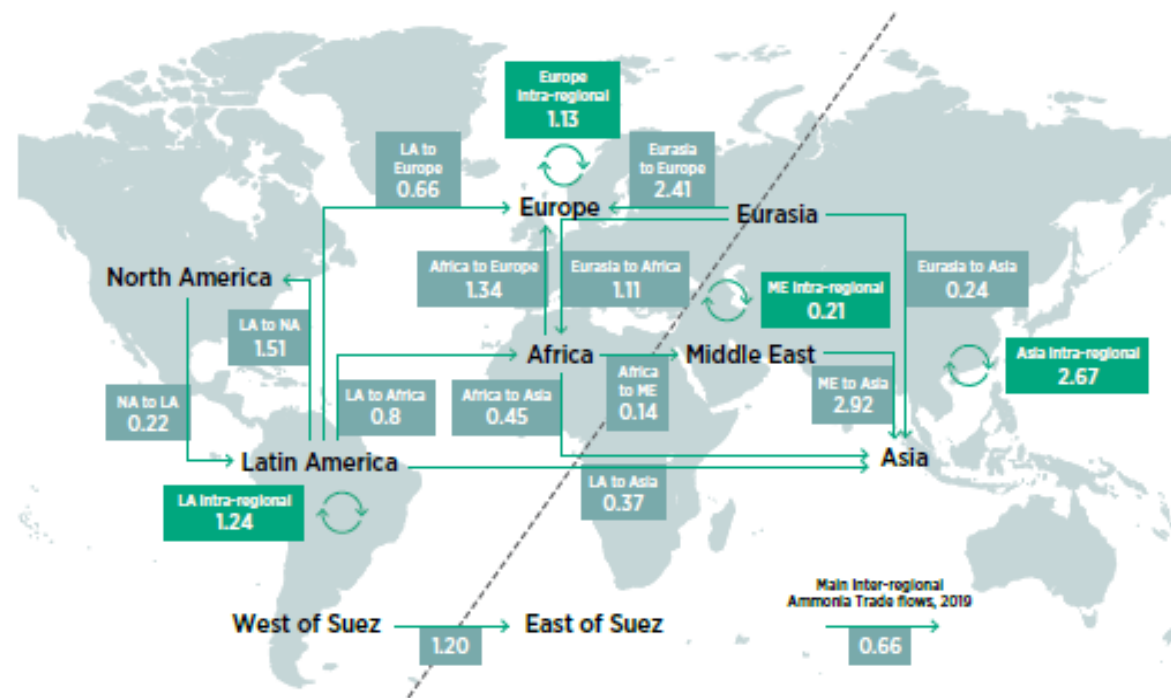 Europe
Intra-regional
1.13
LA to
Europe
0.66
Eurasia
to Europe
2.41
Europe
Eurasia
North America
Africa to Europe
1.34
Eurasia to Africa
1.11
ME Intra-regional
0.21
Eurasia to Asia
0.24
LA to NA
1.51
Africa
Middle East
Asia Intra-regional
2.67
NA to LA
0.22
LA to Africa
0.8
Africa to Asia
0.45
Africa
to ME
0.14
ME to Asia
2.92
Latin America
Asia
LA Intra-regional
1.24
LA to Asia
0.37
West of Suez
1.20
East of Suez
Main Inter-regional
Ammonia Trade flows, 2019
0.66